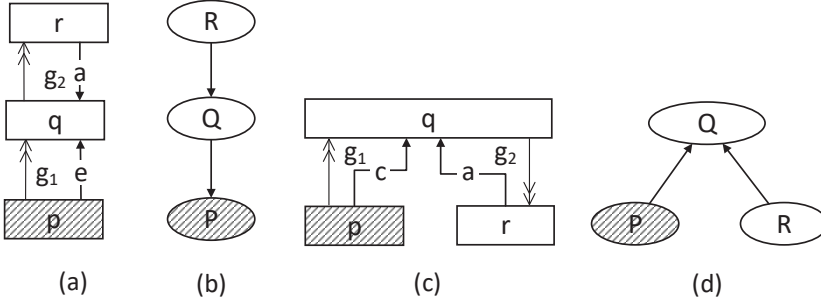 r
g₂ a
q
g₁ e
p
(a)
R
Q
P
(b)
q
g₁ c a g₂
p r
(c)
Q
P R
(d)